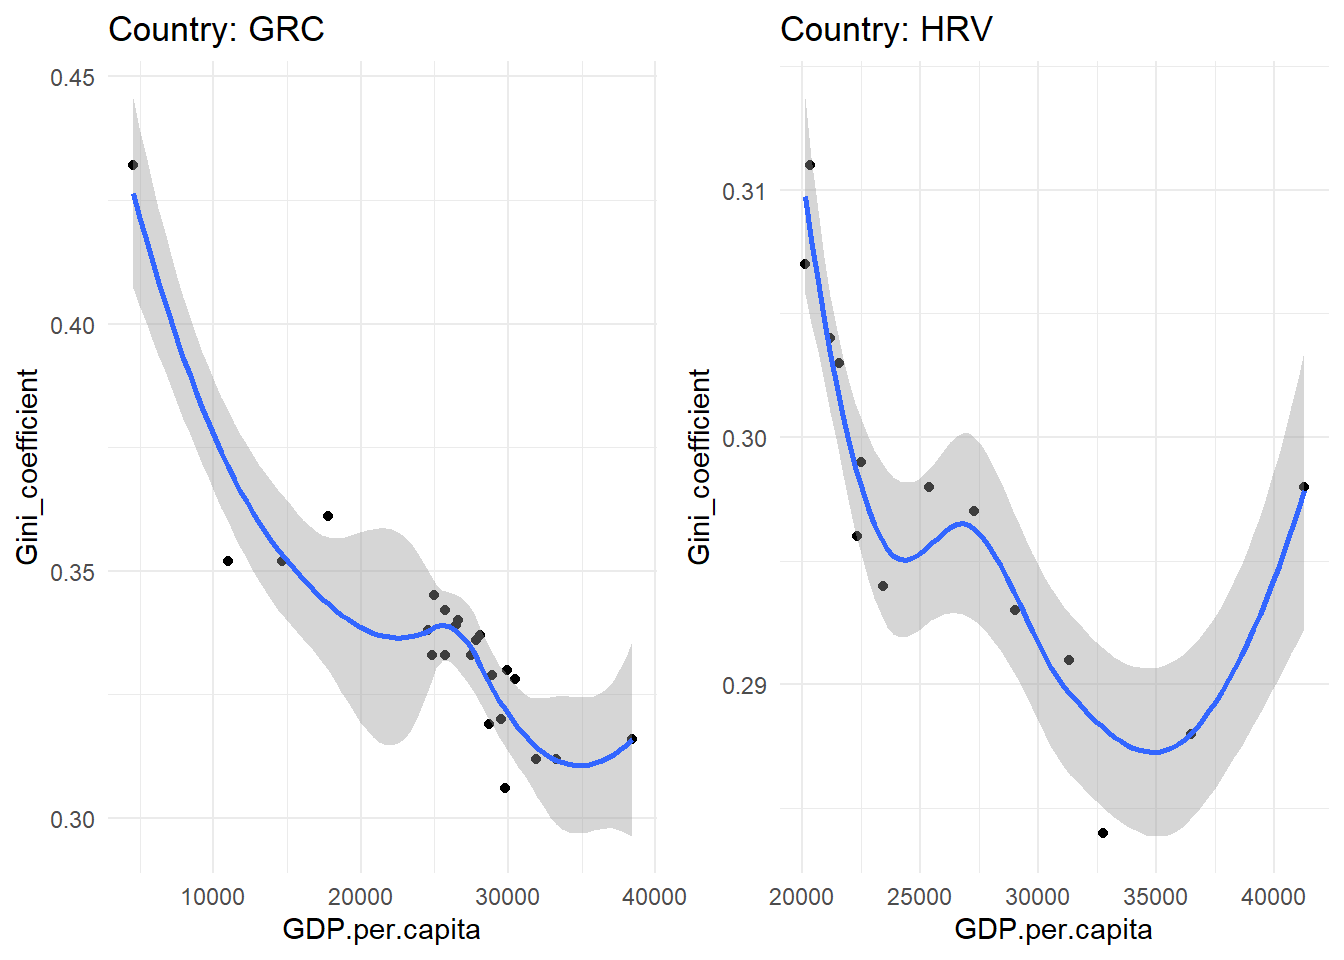 Country: GRC
Gini_coefficient
0.45
0.40
0.35
0.30
10000 20000 30000 40000
GDP.per.capita
Country: HRV
Gini_coefficient
0.31
0.30
0.29
20000 25000 30000 35000 40000
GDP.per.capita